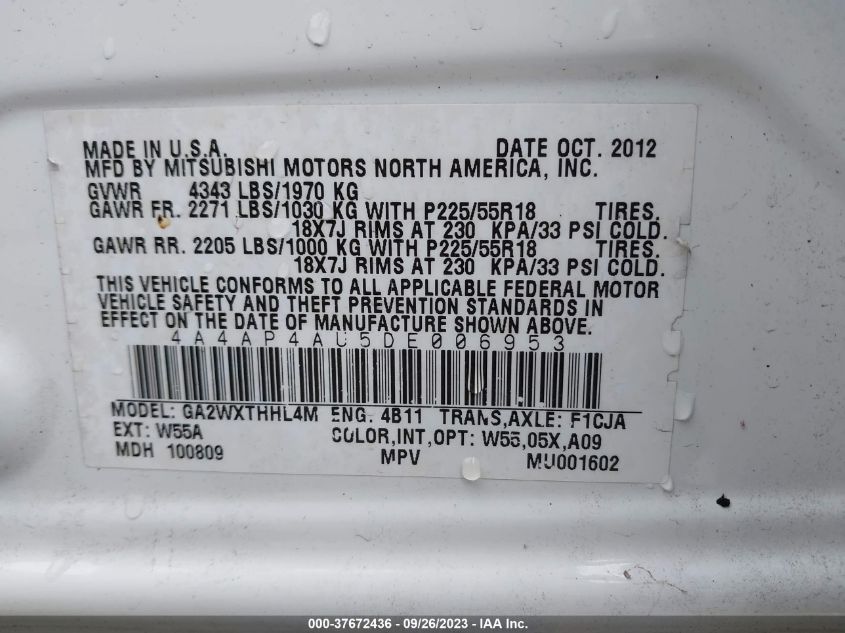 MADE IN U.S.A. DATE OCT. 2012
MFD BY MITSUBISHI MOTORS NORTH AMERICA, INC.
GVWR 4343 LBS/1970 KG
GAWR FR. 2271 LBS/1030 KG WITH P225/55R18 TIRES.
18X7J RIMS AT 230 KPA/33 PSI COLD.
GAWR RR. 2205 LBS/1000 KG WITH P225/55R18 TIRES.
18X7J RIMS AT 230 KPA/33 PSI COLD.
THIS VEHICLE CONFORMS TO ALL APPLICABLE FEDERAL MOTOR
VEHICLE SAFETY AND THEFT PREVENTION STANDARDS IN
EFFECT ON THE DATE OF MANUFACTURE SHOWN ABOVE.
4A4AP4AU5DE006953
MODEL: GA2WXTHHL4M ENG. 4B11 TRANS,AXLE: F1CJA
EXT: W55A COLOR,INT,OPT: W55,05X,A09
MDH 100809 MPV MU001602
000-37672436 - 09/26/2023 - IAA Inc.